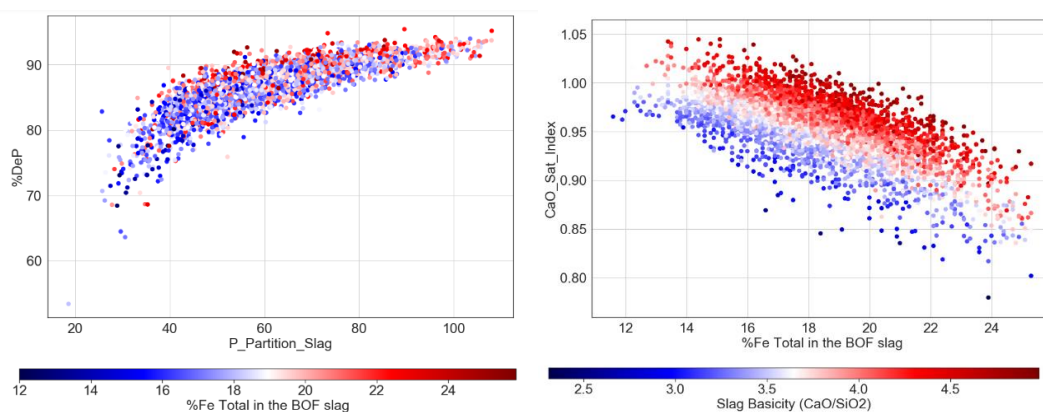 90
80
70
60
%DeP
20 40 60 80 100
P_Partition_Slag
12 14 16 18 20 22 24
%Fe Total in the BOF slag
1.05
1.00
0.95
0.90
0.85
0.80
CaO_Sat_Index
12 14 16 18 20 22 24
%Fe Total in the BOF slag
2.5 3.0 3.5 4.0 4.5
Slag Basicity (CaO/SiO2)